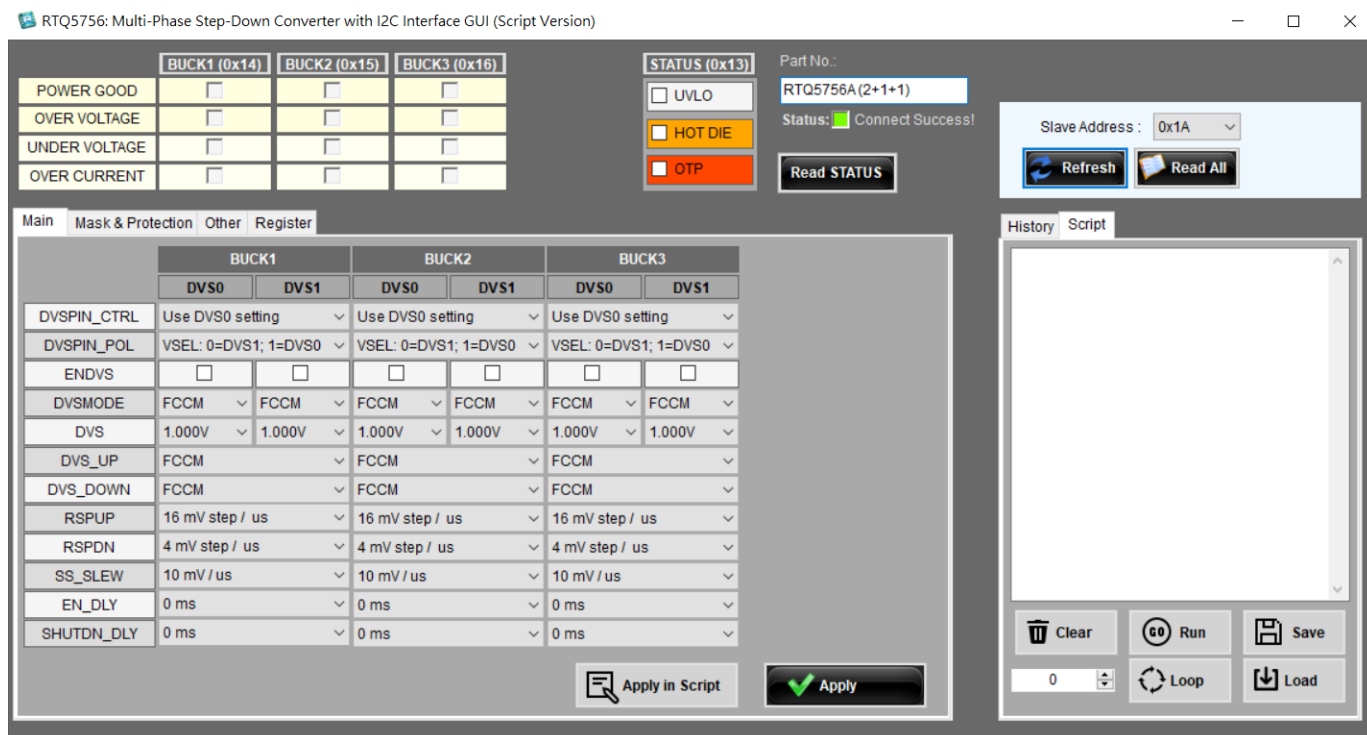 RTQ5756: Multi-Phase Step-Down Converter with I2C Interface GUI (Script Version)
BUCK1 (0x14) BUCK2 (0x15) BUCK3 (0x16)
POWER GOOD
OVER VOLTAGE
UNDER VOLTAGE
OVER CURRENT
STATUS (0x13)
UVLO
HOT DIE
OTP
Part No.:
RTQ5756A(2+1+1)
Status: Connect Success!
Read STATUS
Slave Address : 0x1A
Refresh Read All
Main Mask & Protection Other Register
BUCK1 BUCK2 BUCK3
DVS0 DVS1 DVS0 DVS1 DVS0 DVS1
DVSPIN_CTRL Use DVS0 setting Use DVS0 setting Use DVS0 setting
DVSPIN_POL VSEL: 0=DVS1; 1=DVS0 VSEL: 0=DVS1; 1=DVS0 VSEL: 0=DVS1; 1=DVS0
ENDVS
DVSMODE FCCM FCCM FCCM FCCM FCCM FCCM
DVS 1.000V 1.000V 1.000V 1.000V 1.000V 1.000V
DVS_UP FCCM FCCM FCCM
DVS_DOWN FCCM FCCM FCCM
RSPUP 16 mV step / us 16 mV step / us 16 mV step / us
RSPDN 4 mV step / us 4 mV step / us 4 mV step / us
SS_SLEW 10 mV / us 10 mV / us 10 mV / us
EN_DLY 0 ms 0 ms 0 ms
SHUTDN_DLY 0 ms 0 ms 0 ms
Apply in Script Apply
History Script
Clear GO Run Save
0 Loop Load